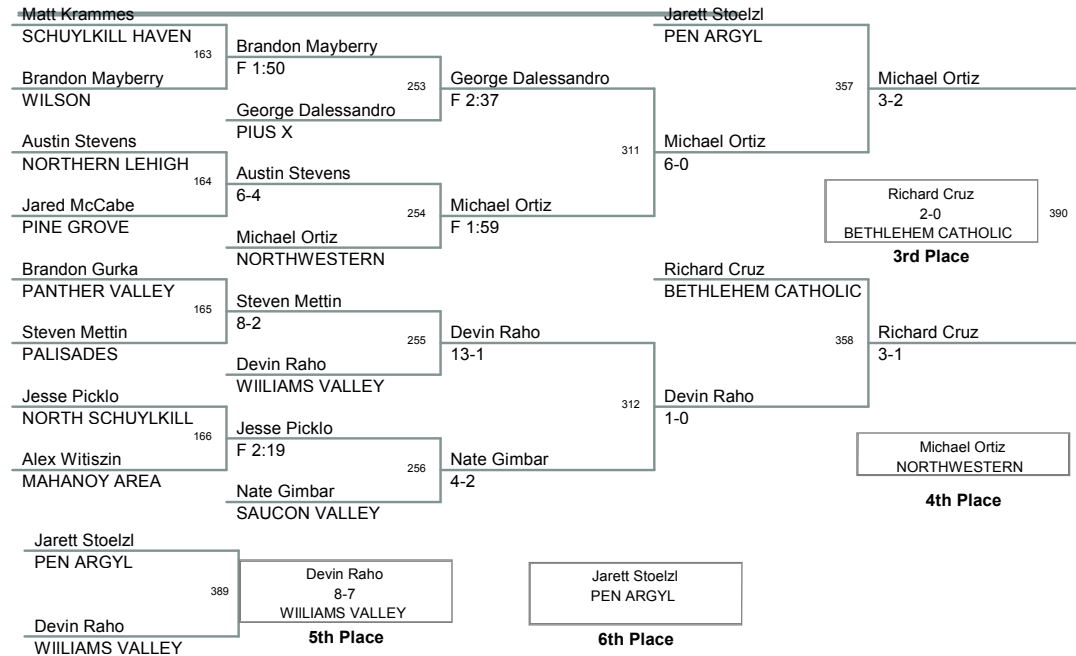 Matt Krammes
SCHUYLKILL HAVEN
163
Brandon Mayberry
WILSON
Austin Stevens
NORTHERN LEHIGH
164
Jared McCabe
PINE GROVE
Brandon Gurka
PANTHER VALLEY
165
Steven Mettin
PALISADES
Jesse Picklo
NORTH SCHUYLKILL
166
Alex Witiszin
MAHANOY AREA
Brandon Mayberry
F 1:50
253
George Dalessandro
PIUS X
Austin Stevens
6-4
254
Michael Ortiz
NORTHWESTERN
Steven Mettin
8-2
255
Devin Raho
WIILIAMS VALLEY
Jesse Picklo
F 2:19
256
Nate Gimbar
SAUCON VALLEY
George Dalessandro
F 2:37
311
Michael Ortiz
F 1:59
Devin Raho
13-1
312
Nate Gimbar
4-2
Jarett Stoelzl
PEN ARGYL
357
Michael Ortiz
6-0
Richard Cruz
BETHLEHEM CATHOLIC
358
Devin Raho
1-0
Michael Ortiz
3-2
Richard Cruz
2-0
BETHLEHEM CATHOLIC
390
3rd Place
Richard Cruz
3-1
Michael Ortiz
NORTHWESTERN
4th Place
Jarett Stoelzl
PEN ARGYL
389
Devin Raho
WIILIAMS VALLEY
Devin Raho
8-7
WIILIAMS VALLEY
5th Place
Jarett Stoelzl
PEN ARGYL
6th Place